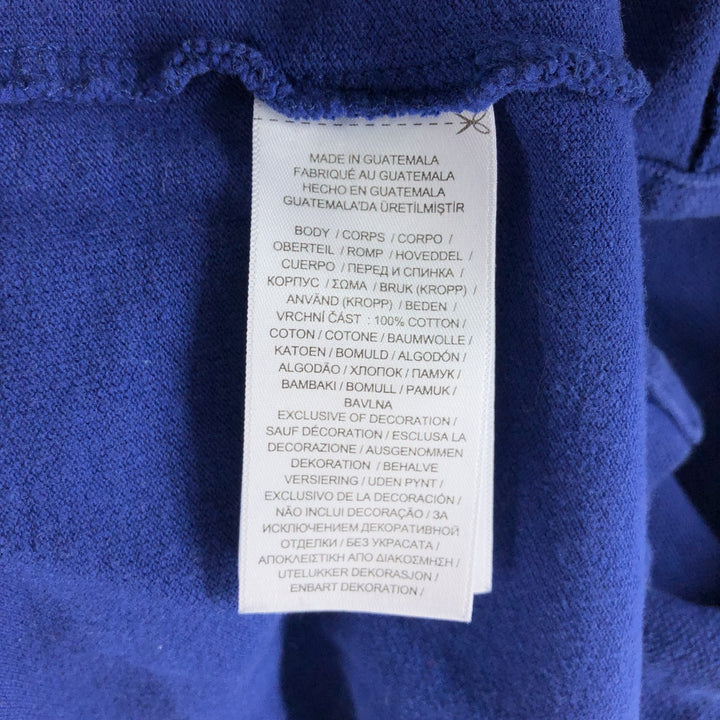 MADE IN GUATEMALA
FABRIQUÉ AU GUATEMALA
HECHO EN GUATEMALA
GUATEMALA'DA ÜRETİLMİŞTİR
BODY / CORPS / CORPO /
OBERTEIL / ROMP / HOVEDDEL /
CUERPO / ПЕРЕД И СПИНКА /
КОРПУС / ΣΩΜΑ / BRUK (KROPP) /
ANVÄND (KROPP) / BEDEN /
VRCHNÍ ČÁST : 100% COTTON /
COTON / COTONE / BAUMWOLLE /
KATOEN / BOMULD / ALGODÓN /
ALGODÃO / ХЛОПОК / ПАМУК /
BAMBAKI / BOMULL / PAMUK /
BAVLNA
EXCLUSIVE OF DECORATION /
SAUF DÉCORATION / ESCLUSA LA
DECORAZIONE / AUSGENOMMEN
DEKORATION / BEHALVE
VERSIERING / UDEN PYNT /
EXCLUSIVO DE LA DECORACIÓN /
NÃO INCLUI DECORAÇÃO / ЗА
ИСКЛЮЧЕНИЕМ ДЕКОРАТИВНОЙ
ОТДЕЛКИ / БЕЗ УКРАСАТА /
ΑΠΟΚΛΕΙΣΤΙΚΗ ΑΠΟ ΔΙΑΚΟΣΜΗΣΗ /
UTELUKKER DEKORASJON /
ENBART DEKORATION /